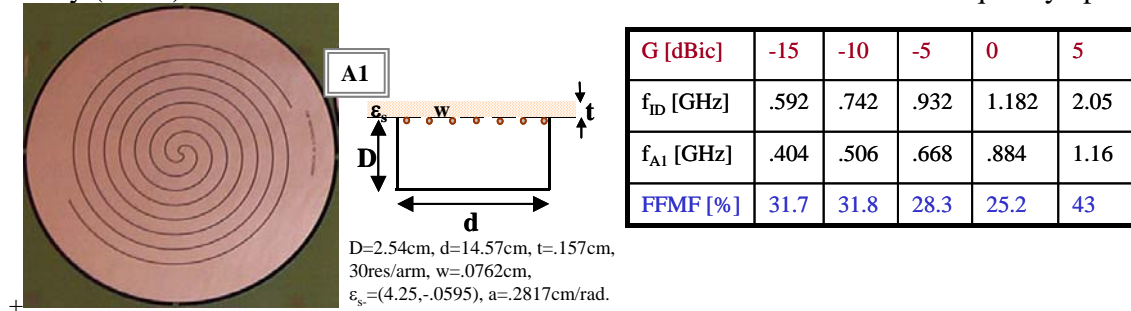 A1
εs w t
D
d
D=2.54cm, d=14.57cm, t=.157cm,
30res/arm, w=.0762cm,
εs-=(4.25,-.0595), a=.2817cm/rad.
G [dBic] -15 -10 -5 0 5
fID [GHz] .592 .742 .932 1.182 2.05
fA1 [GHz] .404 .506 .668 .884 1.16
FFMF [%] 31.7 31.8 28.3 25.2 43
+